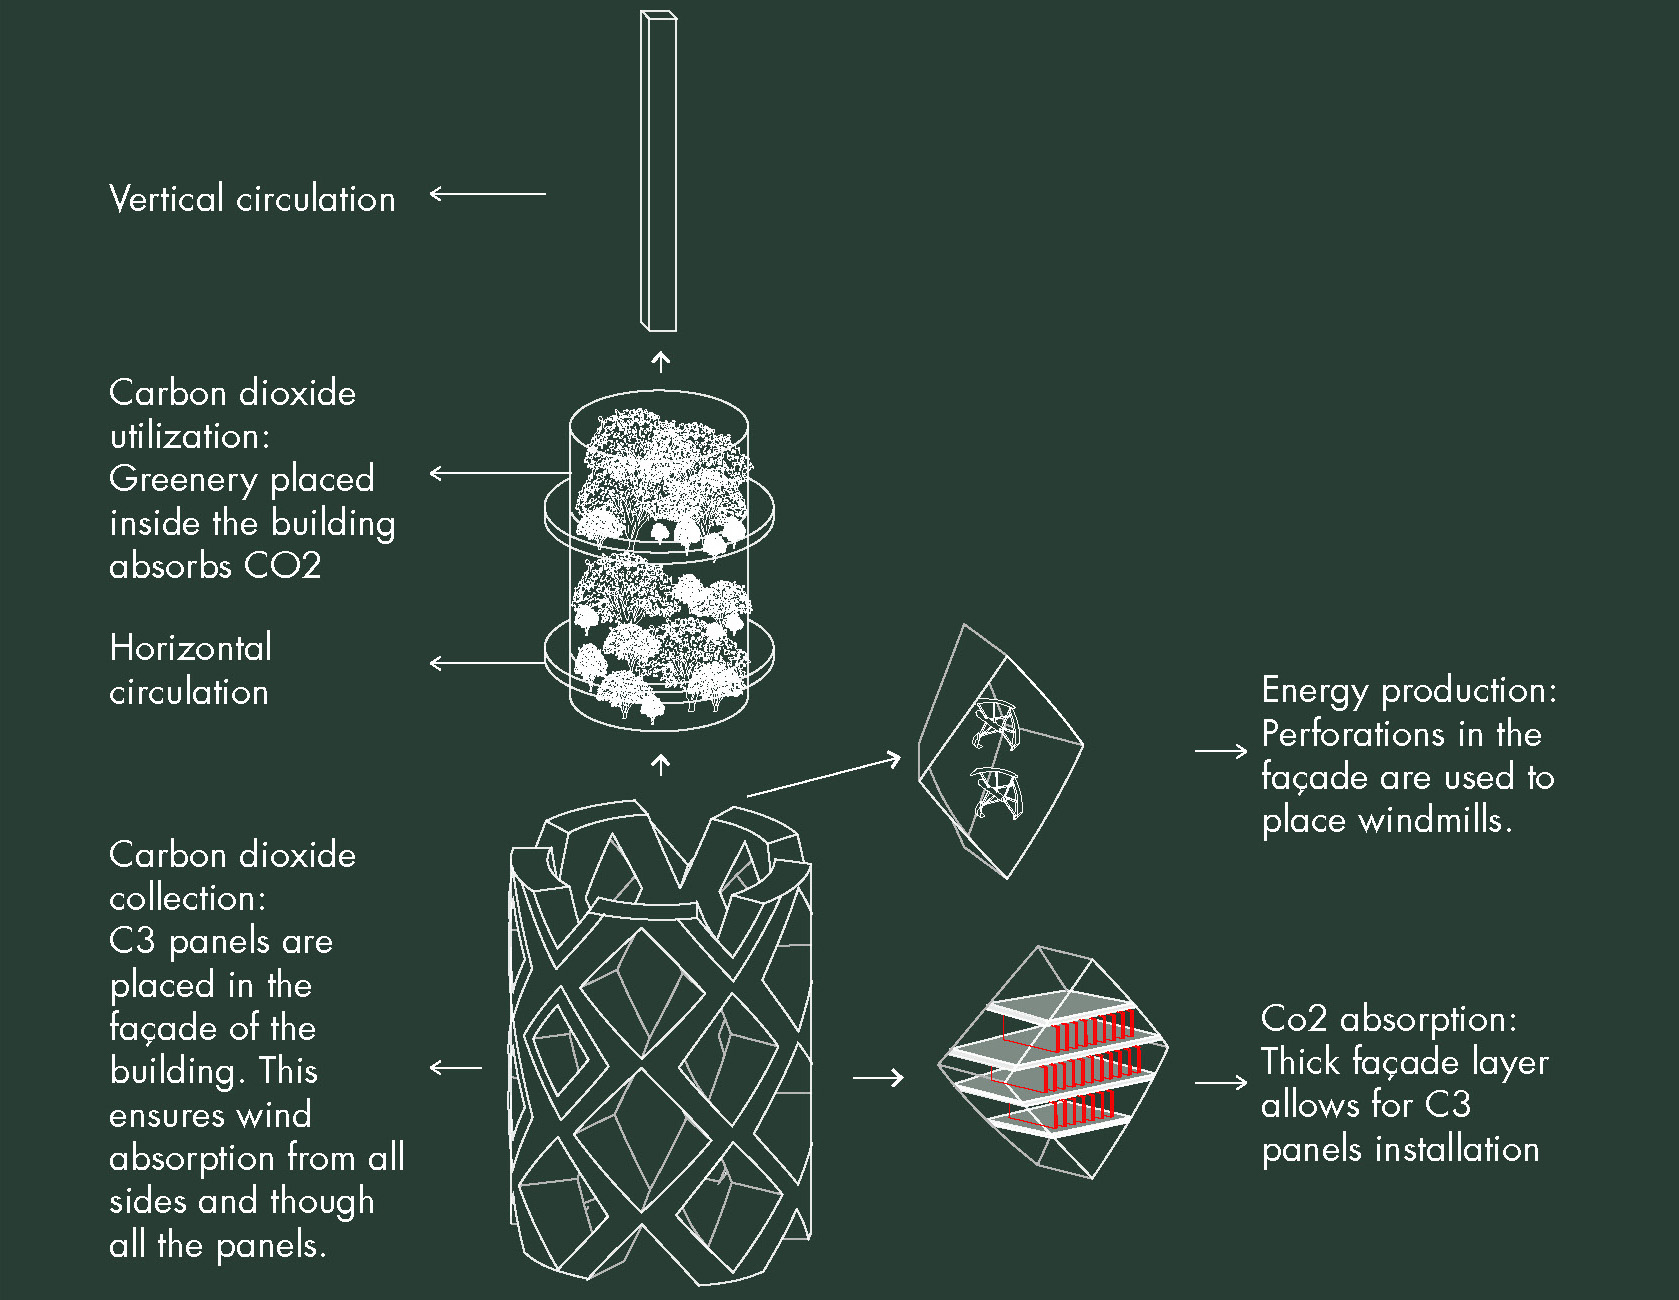 Vertical circulation
Carbon dioxide
utilization:
Greenery placed
inside the building
absorbs CO2
Horizontal
circulation
Energy production:
Perforations in the
façade are used to
place windmills.
Carbon dioxide
collection:
C3 panels are
placed in the
façade of the
building. This
ensures wind
absorption from all
sides and though
all the panels.
Co2 absorption:
Thick façade layer
allows for C3
panels installation